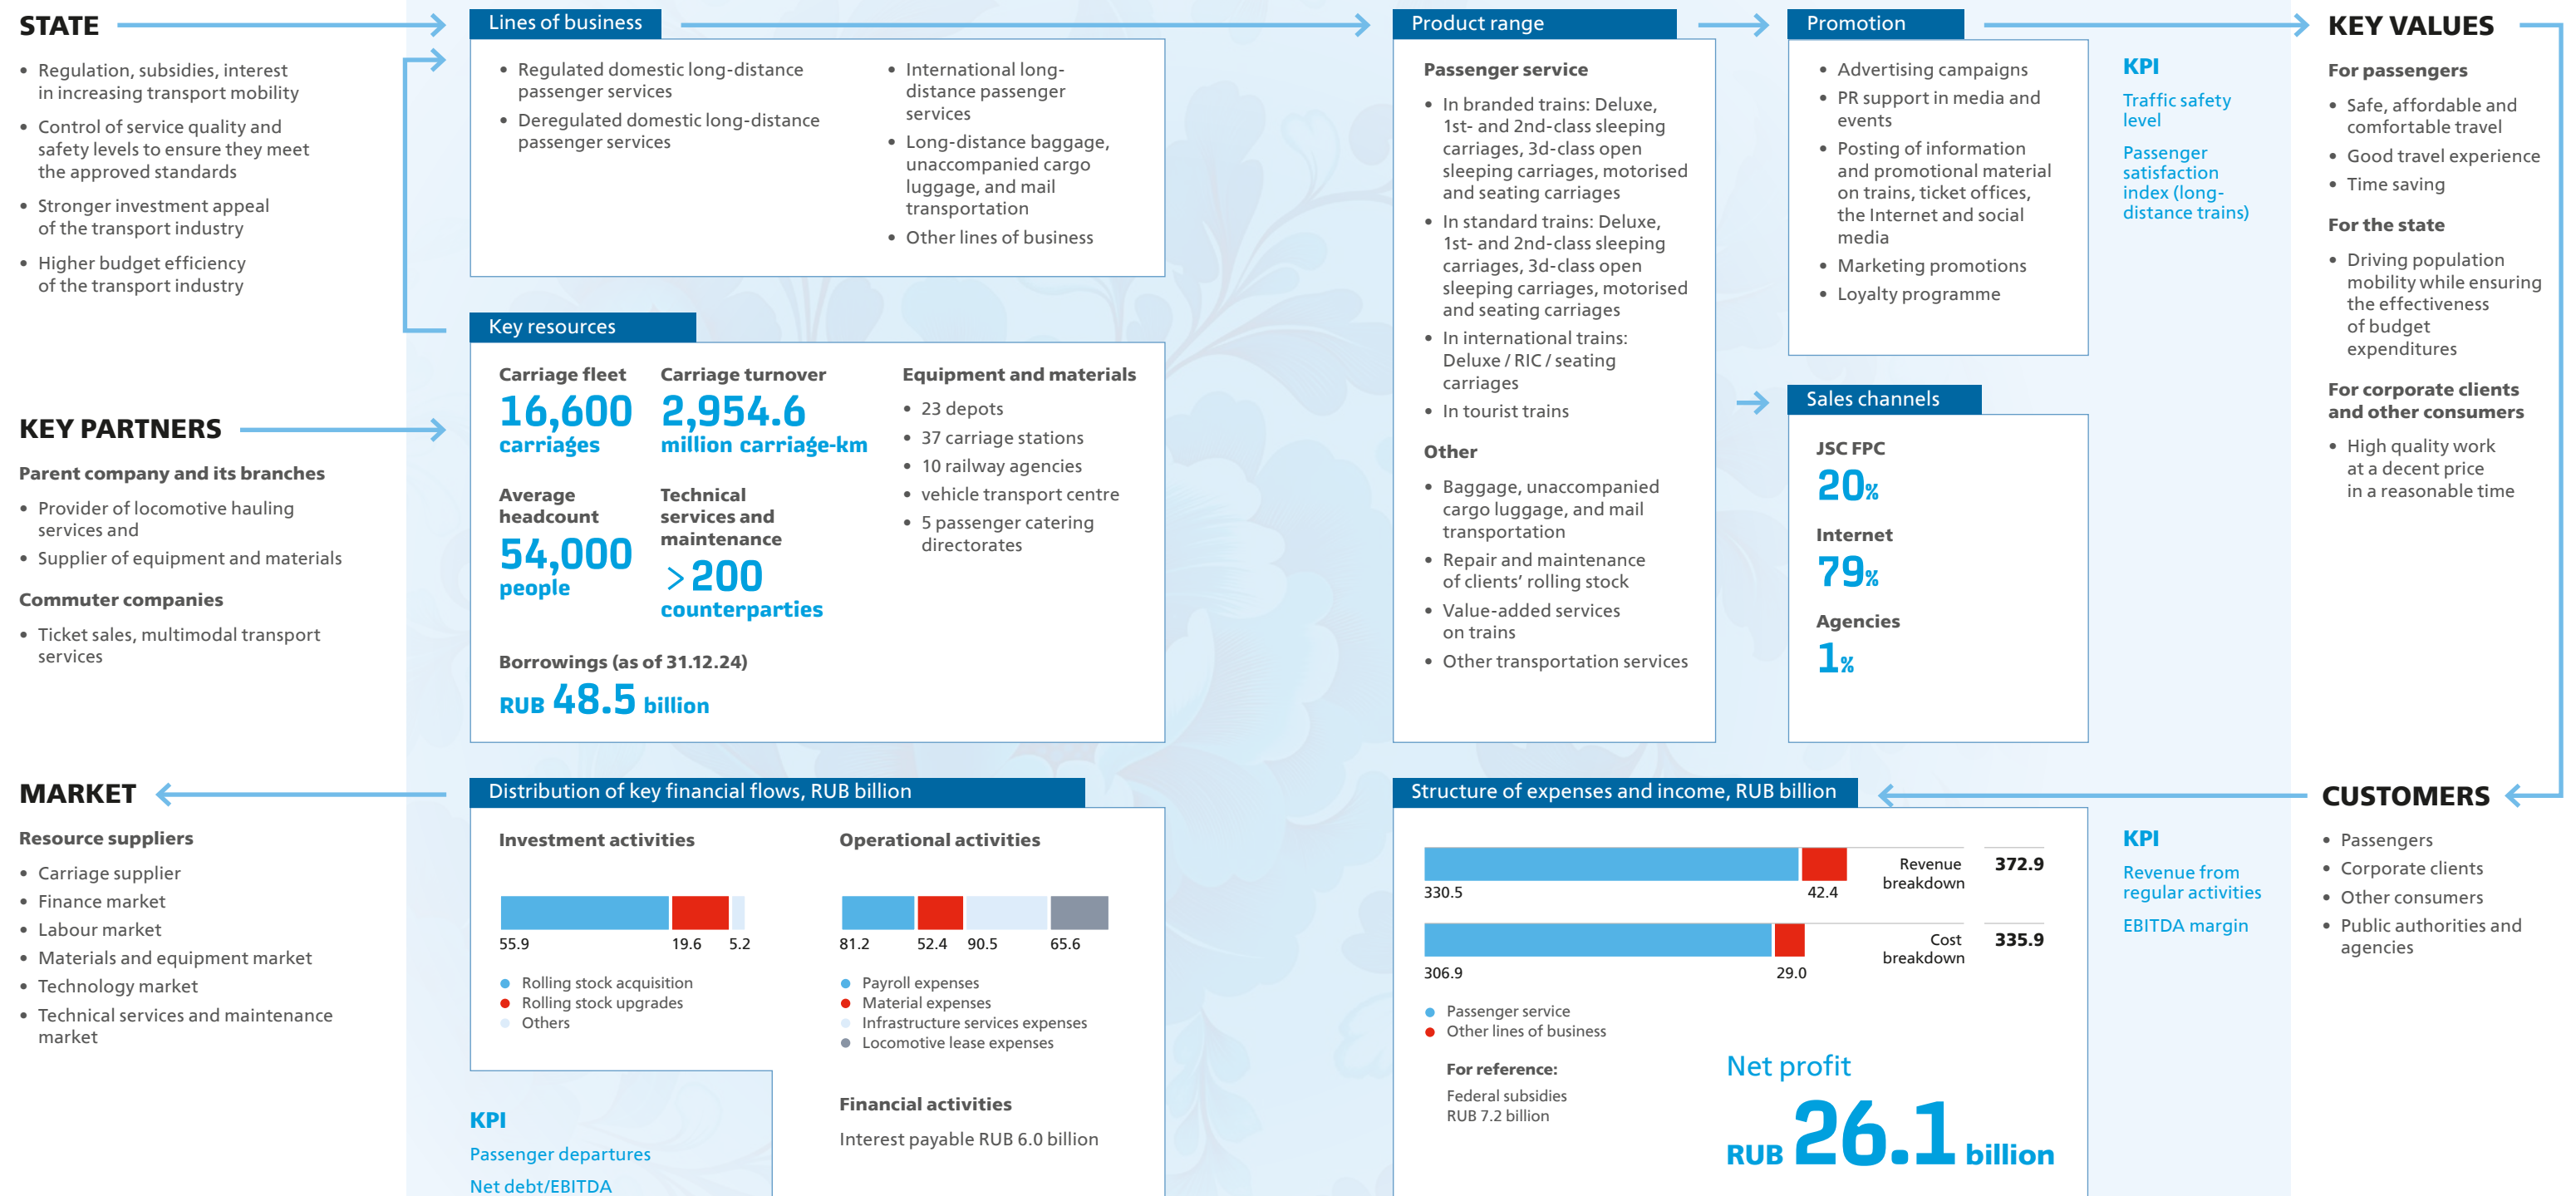 STATE
• Regulation, subsidies, interest
in increasing transport mobility
• Control of service quality and
safety levels to ensure they meet
the approved standards
• Stronger investment appeal
of the transport industry
• Higher budget efficiency
of the transport industry
KEY PARTNERS
Parent company and its branches
• Provider of locomotive hauling
services and
• Supplier of equipment and materials
Commuter companies
• Ticket sales, multimodal transport
services
MARKET
Resource suppliers
• Carriage supplier
• Finance market
• Labour market
• Materials and equipment market
• Technology market
• Technical services and maintenance
market
Lines of business
• Regulated domestic long-distance
passenger services
• Deregulated domestic long-distance
passenger services
• International long-
distance passenger
services
• Long-distance baggage,
unaccompanied cargo
luggage, and mail
transportation
• Other lines of business
Key resources
Carriage fleet
16,600
carriages
Carriage turnover
2,954.6
million carriage-km
Average
headcount
54,000
people
Technical
services and
maintenance
> 200
counterparties
Borrowings (as of 31.12.24)
RUB 48.5 billion
Equipment and materials
• 23 depots
• 37 carriage stations
• 10 railway agencies
• vehicle transport centre
• 5 passenger catering
directorates
Distribution of key financial flows, RUB billion
Investment activities
55.9 19.6 5.2
Rolling stock acquisition
Rolling stock upgrades
Others
Operational activities
81.2 52.4 90.5 65.6
Payroll expenses
Material expenses
Infrastructure services expenses
Locomotive lease expenses
Financial activities
Interest payable RUB 6.0 billion
KPI
Passenger departures
Net debt/EBITDA
Product range
Passenger service
• In branded trains: Deluxe,
1st- and 2nd-class sleeping
carriages, 3d-class open
sleeping carriages, motorised
and seating carriages
• In standard trains: Deluxe,
1st- and 2nd-class sleeping
carriages, 3d-class open
sleeping carriages, motorised
and seating carriages
• In international trains:
Deluxe / RIC / seating
carriages
• In tourist trains
Other
• Baggage, unaccompanied
cargo luggage, and mail
transportation
• Repair and maintenance
of clients’ rolling stock
• Value-added services
on trains
• Other transportation services
Promotion
• Advertising campaigns
• PR support in media and
events
• Posting of information
and promotional material
on trains, ticket offices,
the Internet and social
media
• Marketing promotions
• Loyalty programme
Sales channels
JSC FPC
20%
Internet
79%
Agencies
1%
KPI
Traffic safety
level
Passenger
satisfaction
index (long-
distance trains)
Structure of expenses and income, RUB billion
330.5 42.4
Revenue
breakdown
372.9
306.9 29.0
Cost
breakdown
335.9
Passenger service
Other lines of business
For reference:
Federal subsidies
RUB 7.2 billion
Net profit
RUB 26.1 billion
KPI
Revenue from
regular activities
EBITDA margin
KEY VALUES
For passengers
• Safe, affordable and
comfortable travel
• Good travel experience
• Time saving
For the state
• Driving population
mobility while ensuring
the effectiveness
of budget
expenditures
For corporate clients
and other consumers
• High quality work
at a decent price
in a reasonable time
CUSTOMERS
• Passengers
• Corporate clients
• Other consumers
• Public authorities and
agencies